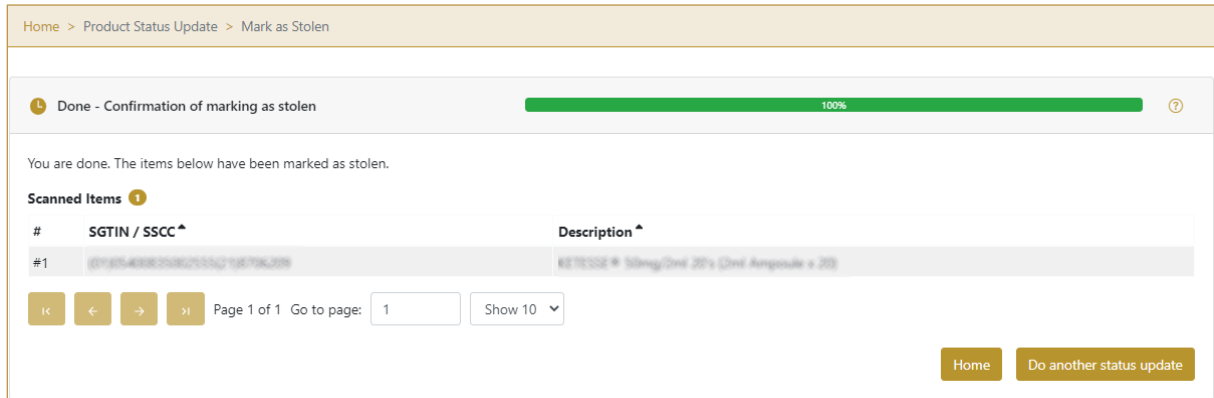 Home > Product Status Update > Mark as Stolen
Done - Confirmation of marking as stolen 100%
You are done. The items below have been marked as stolen.
Scanned Items 1
# SGTIN / SSCC Description
#1
Page 1 of 1 Go to page: 1 Show 10
Home Do another status update